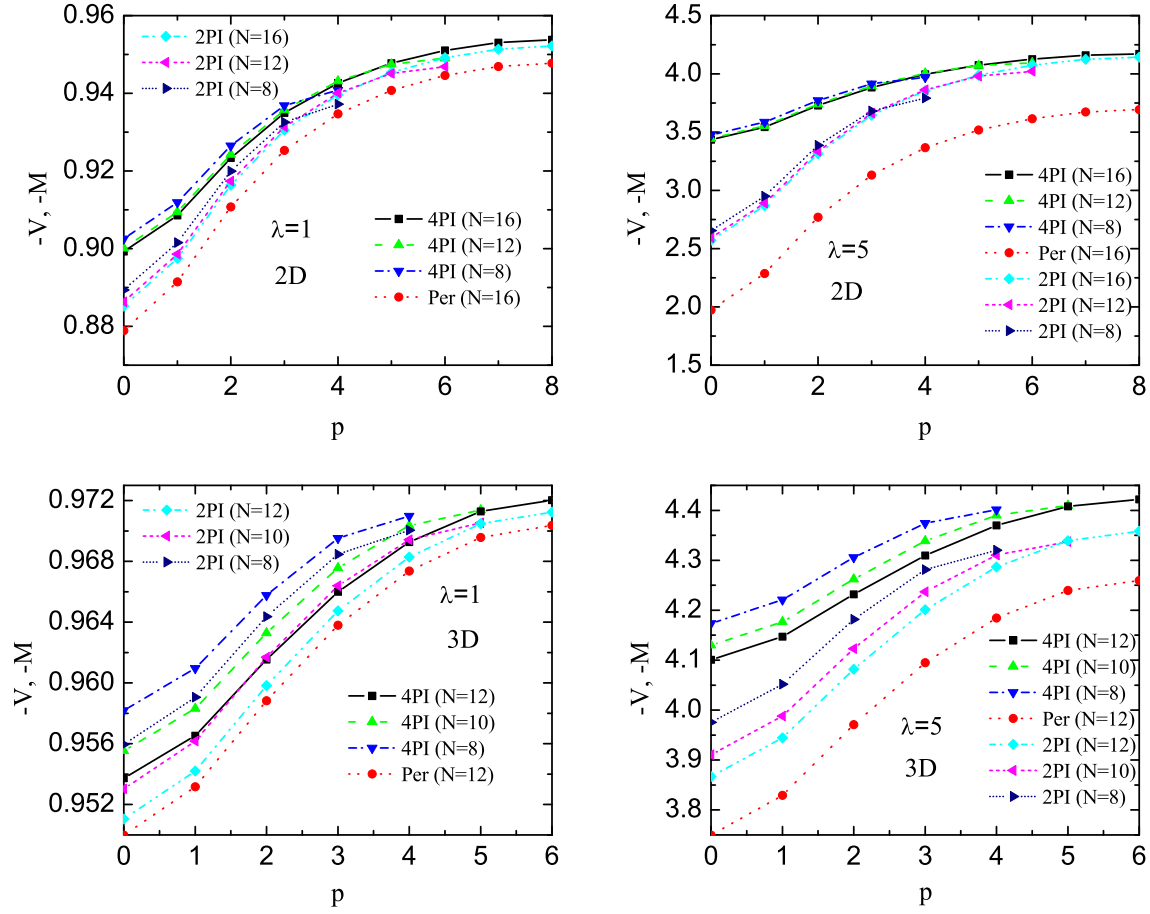 0.96
0.94
0.92
0.90
0.88
-V, -M
2PI (N=16)
2PI (N=12)
2PI (N=8)
λ=1
2D
4PI (N=16)
4PI (N=12)
4PI (N=8)
Per (N=16)
0 2 4 6 8
p
4.5
4.0
3.5
3.0
2.5
2.0
1.5
-V, -M
λ=5
2D
4PI (N=16)
4PI (N=12)
4PI (N=8)
Per (N=16)
2PI (N=16)
2PI (N=12)
2PI (N=8)
0 2 4 6 8
p
0.972
0.968
0.964
0.960
0.956
0.952
-V, -M
2PI (N=12)
2PI (N=10)
2PI (N=8)
λ=1
3D
4PI (N=12)
4PI (N=10)
4PI (N=8)
Per (N=12)
0 1 2 3 4 5 6
p
4.4
4.3
4.2
4.1
4.0
3.9
3.8
-V, -M
λ=5
3D
4PI (N=12)
4PI (N=10)
4PI (N=8)
Per (N=12)
2PI (N=12)
2PI (N=10)
2PI (N=8)
0 1 2 3 4 5 6
p